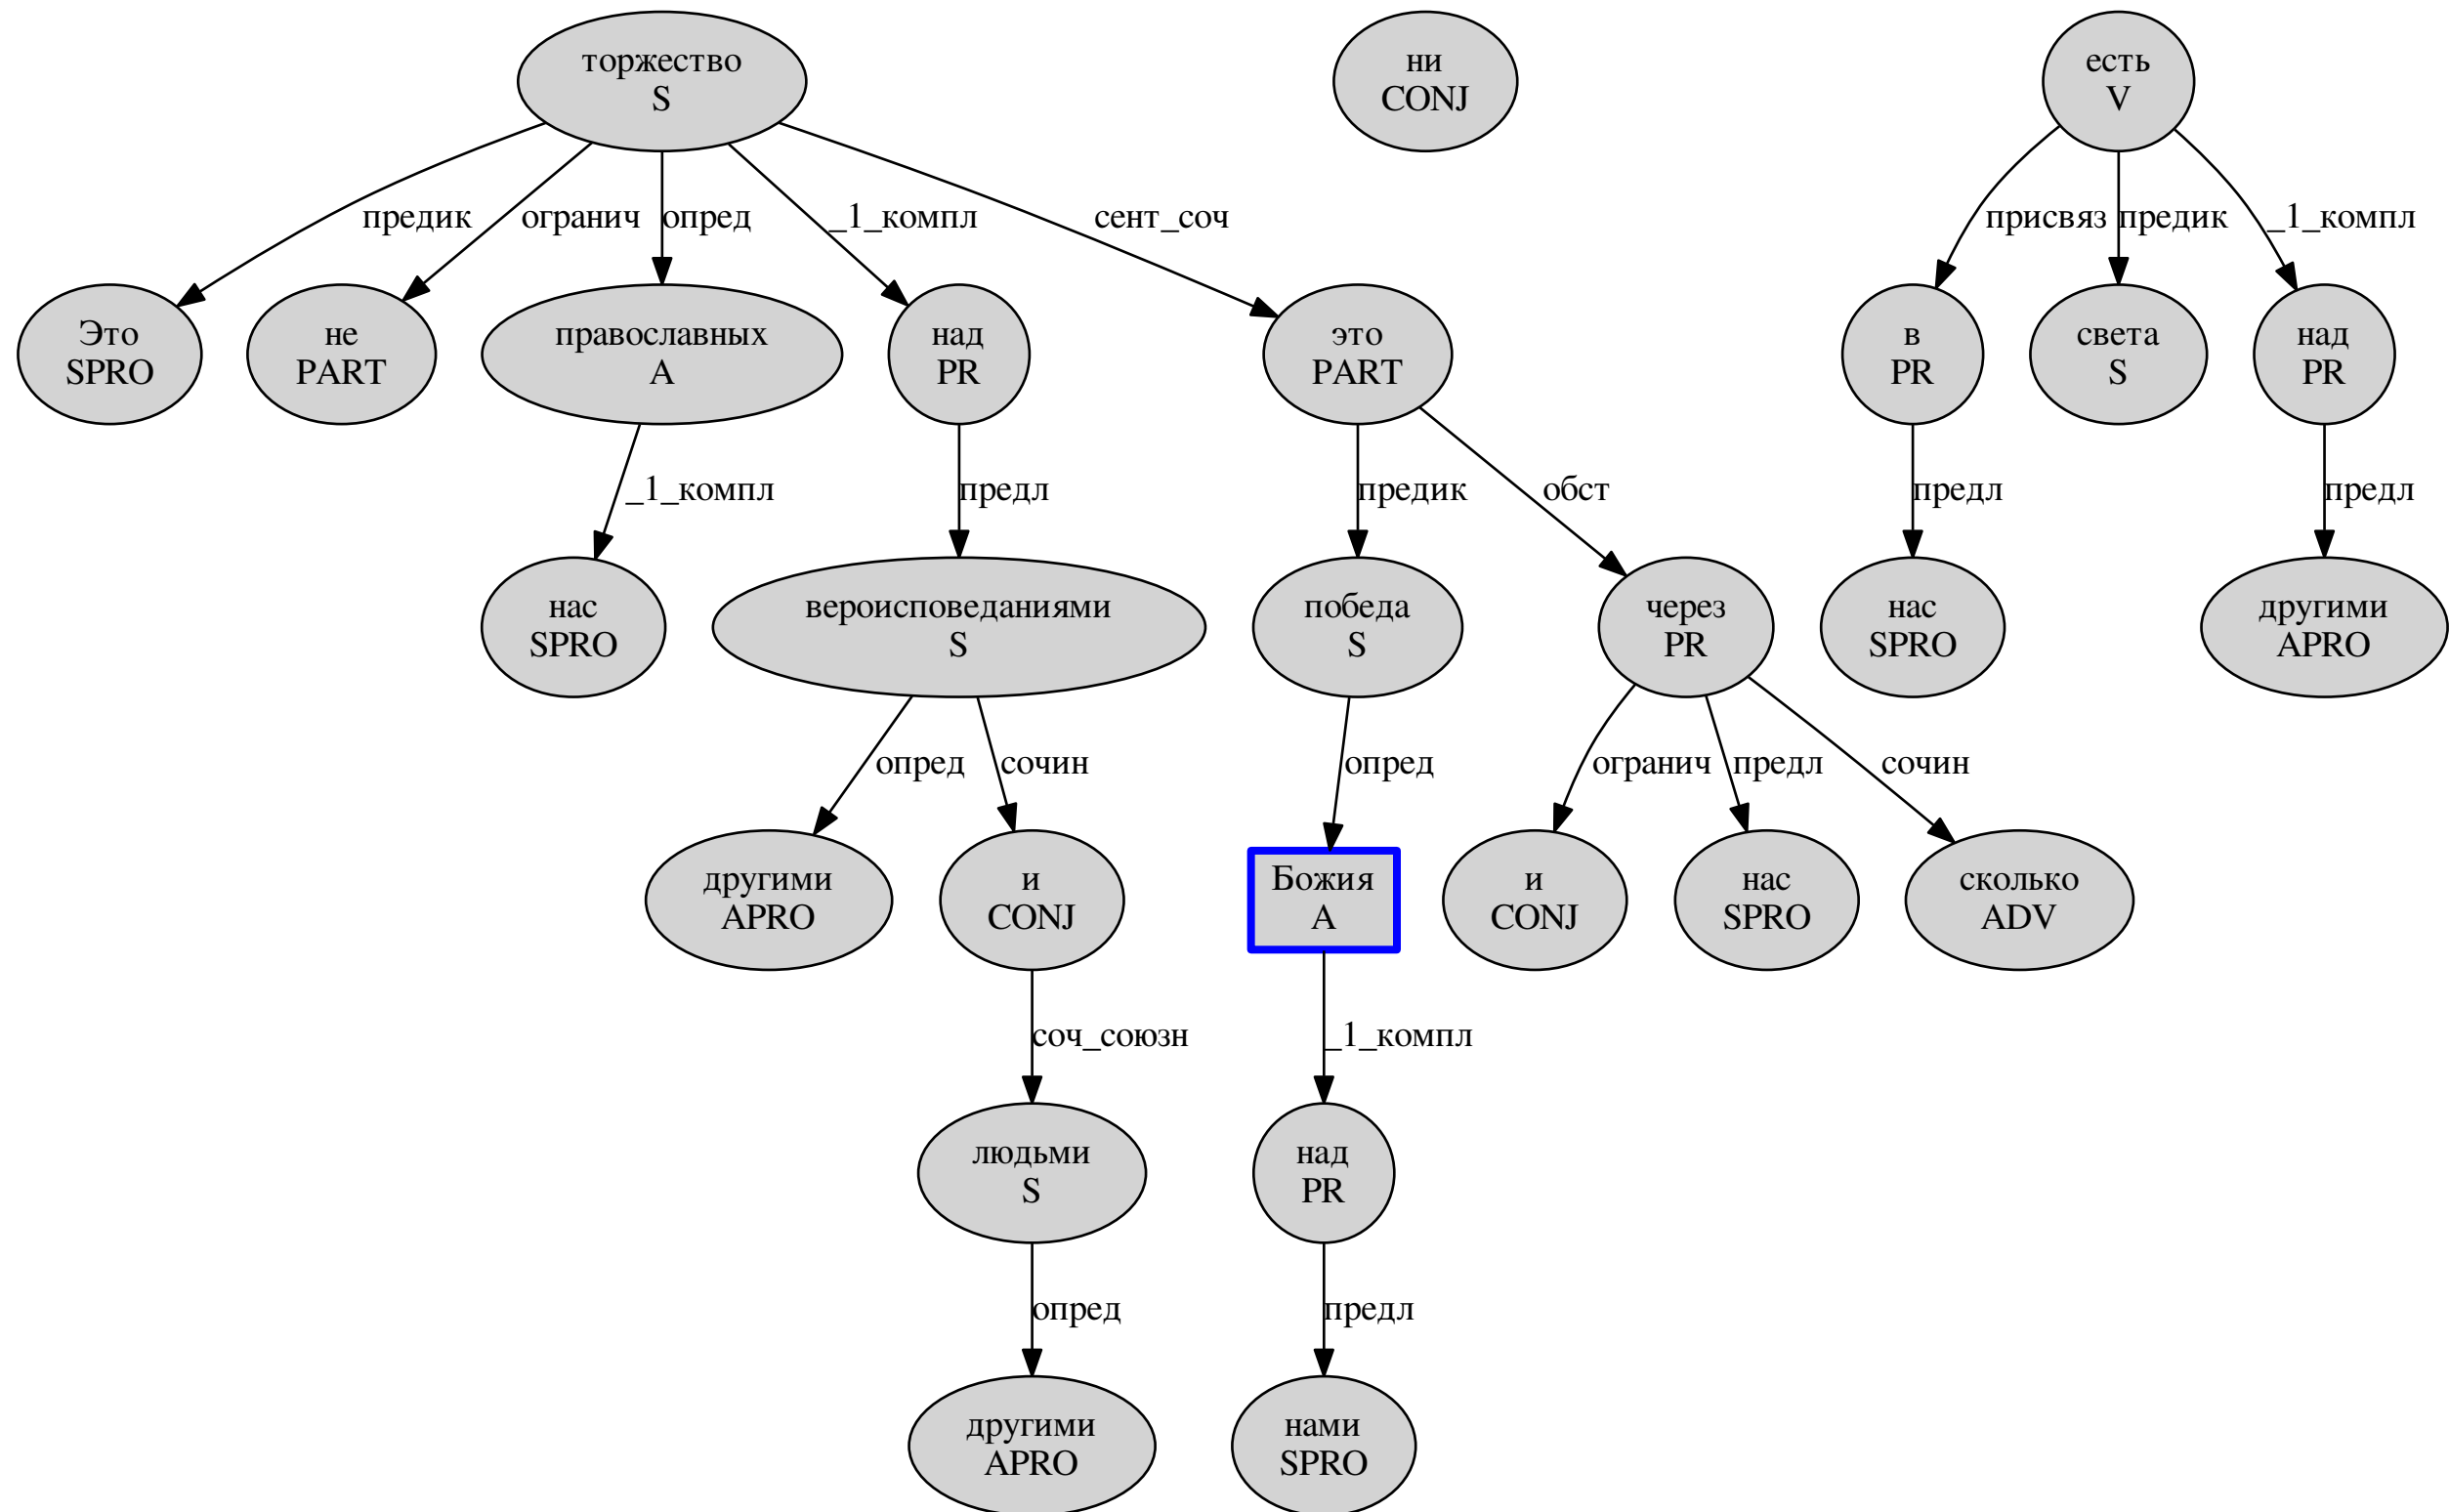 торжество
S
ни
CONJ
есть
V
предик
огранич
опред
_1_компл
сент_соч
присвяз
предик
_1_компл
Это
SPRO
не
PART
православных
A
над
PR
это
PART
в
PR
света
S
над
PR
_1_компл
предл
предик
обст
предл
предл
нас
SPRO
вероисповеданиями
S
победа
S
через
PR
нас
SPRO
другими
APRO
опред
сочин
опред
огранич
предл
сочин
другими
APRO
и
CONJ
Божия
A
и
CONJ
нас
SPRO
сколько
ADV
соч_союзн
_1_компл
людьми
S
над
PR
опред
предл
другими
APRO
нами
SPRO